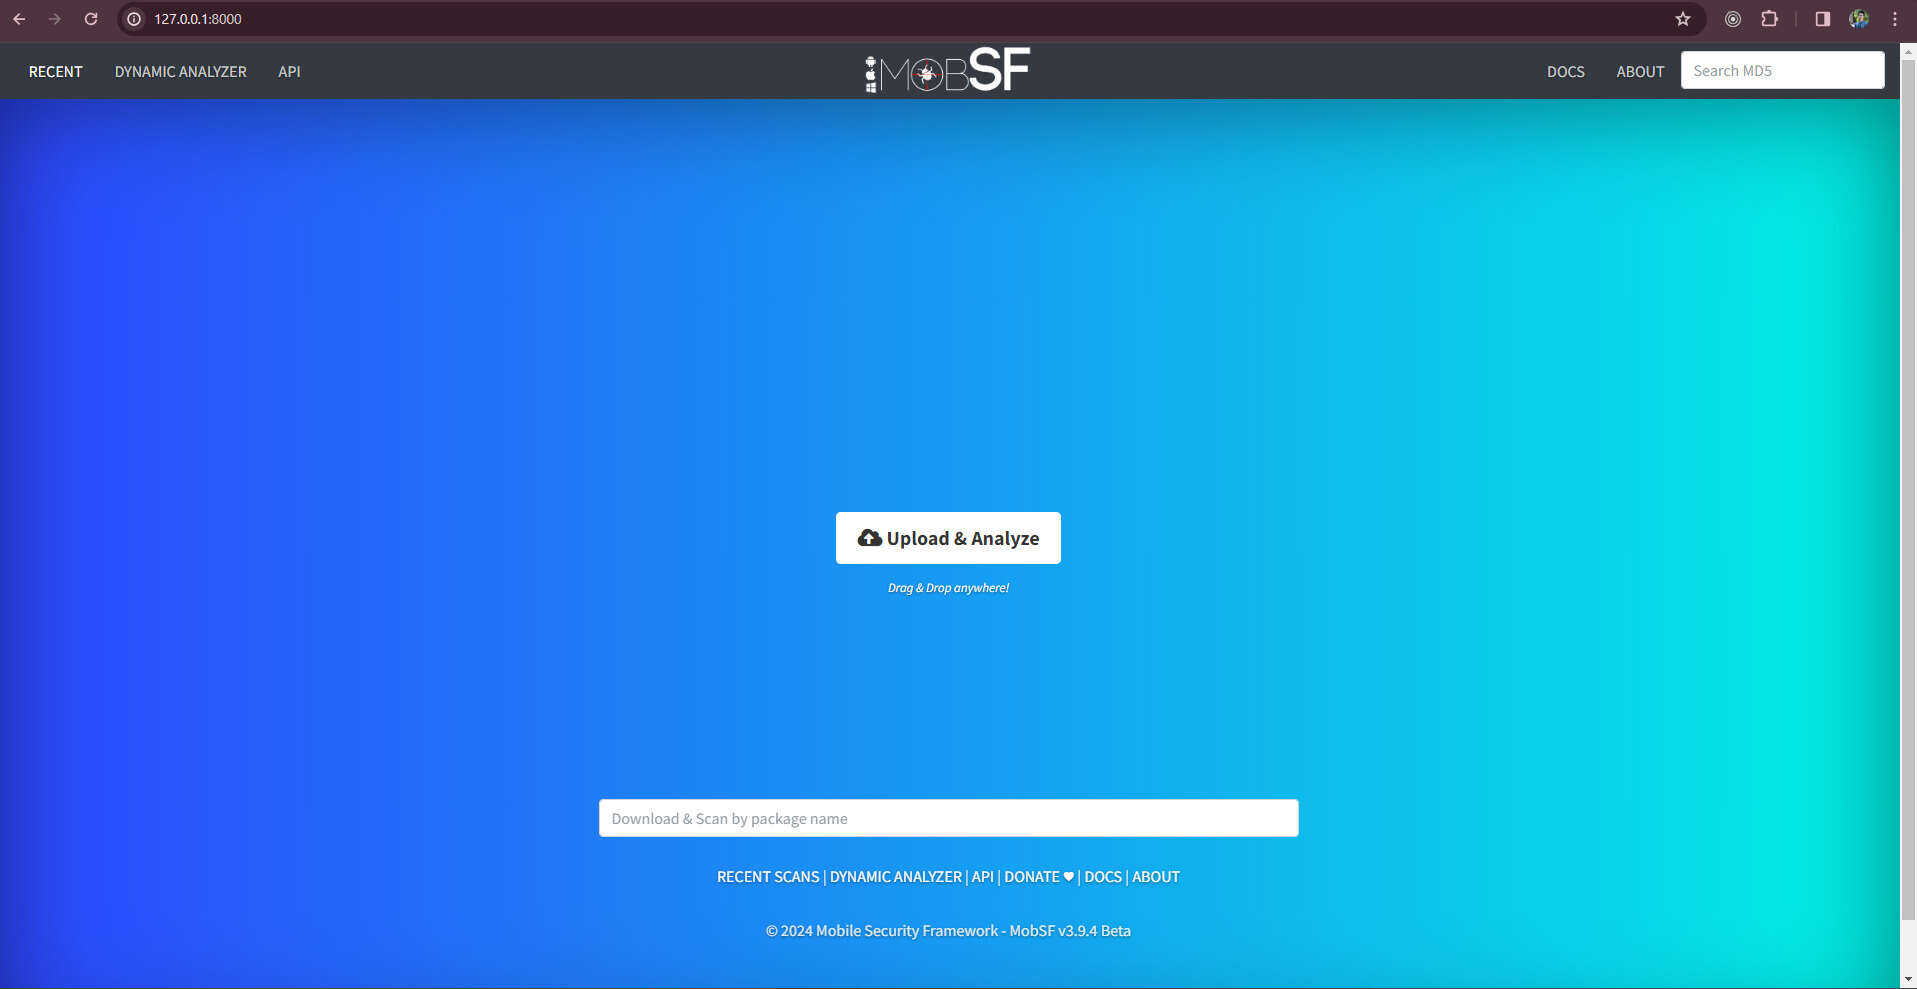 127.0.0.1:8000
RECENT DYNAMIC ANALYZER API MOBSF DOCS ABOUT Search MD5
Upload & Analyze
Drag & Drop anywhere!
Download & Scan by package name
RECENT SCANS | DYNAMIC ANALYZER | API | DONATE ♥ | DOCS | ABOUT
© 2024 Mobile Security Framework - MobSF v3.9.4 Beta